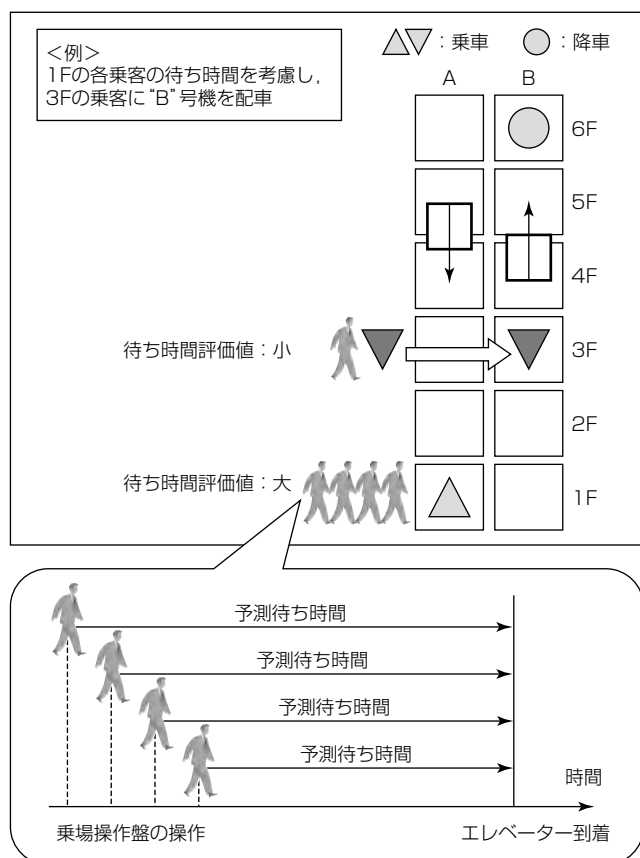 <例>
1Fの各乗客の待ち時間を考慮し,
3Fの乗客に“B”号機を配車
△▽:乗車 ○:降車
A B
6F
5F
4F
待ち時間評価値:小
3F
2F
待ち時間評価値:大
1F
予測待ち時間
予測待ち時間
予測待ち時間
予測待ち時間
時間
乗場操作盤の操作 エレベーター到着